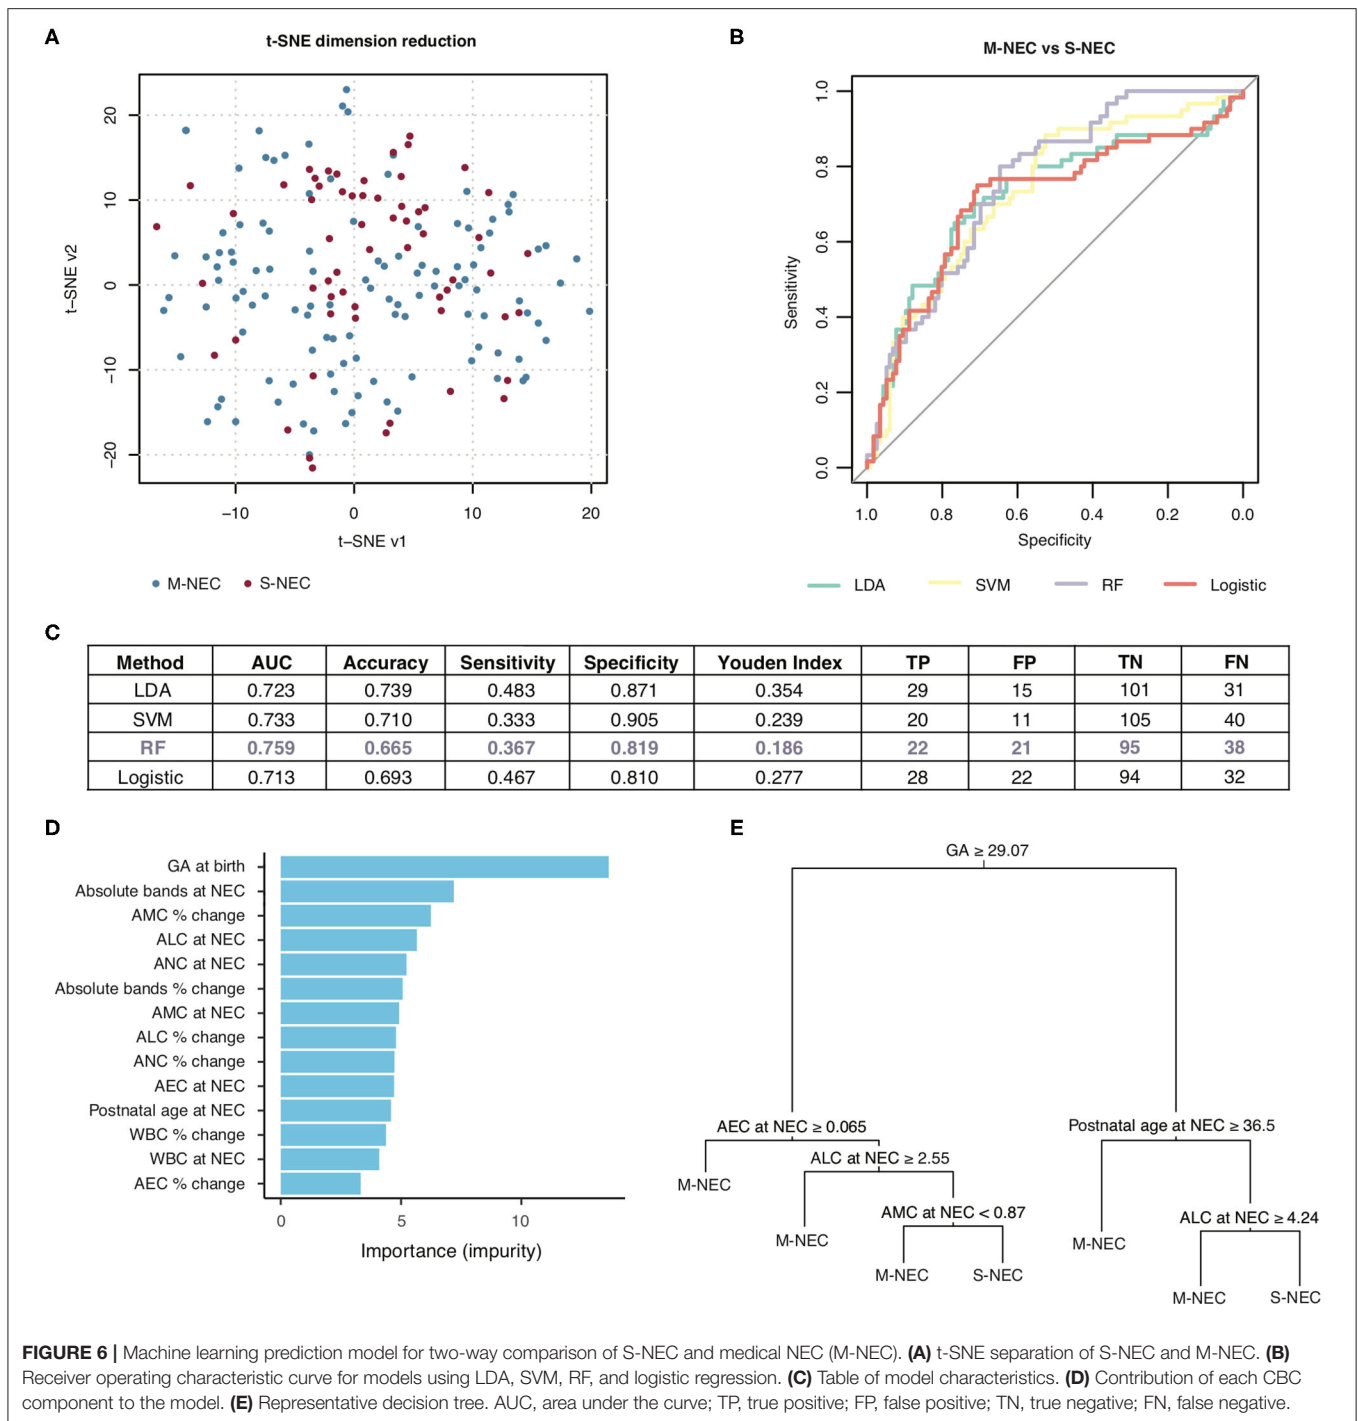 A
t-SNE dimension reduction
t–SNE v2
20
10
0
−10
−20
−10
0
10
20
t–SNE v1
M-NEC
S-NEC
B
M-NEC vs S-NEC
Sensitivity
1.0
0.8
0.6
0.4
0.2
0.0
1.0
0.8
0.6
0.4
0.2
0.0
Specificity
LDA
SVM
RF
Logistic
C
Method AUC Accuracy Sensitivity Specificity Youden Index TP FP TN FN
LDA 0.723 0.739 0.483 0.871 0.354 29 15 101 31
SVM 0.733 0.710 0.333 0.905 0.239 20 11 105 40
RF 0.759 0.665 0.367 0.819 0.186 22 21 95 38
Logistic 0.713 0.693 0.467 0.810 0.277 28 22 94 32
D
GA at birth
Absolute bands at NEC
AMC % change
ALC at NEC
ANC at NEC
Absolute bands % change
AMC at NEC
ALC % change
ANC % change
AEC at NEC
Postnatal age at NEC
WBC % change
WBC at NEC
AEC % change
0
5
10
Importance (impurity)
E
GA ≥ 29.07
AEC at NEC ≥ 0.065
Postnatal age at NEC ≥ 36.5
M-NEC
ALC at NEC ≥ 2.55
M-NEC
AMC at NEC < 0.87
M-NEC
S-NEC
M-NEC
ALC at NEC ≥ 4.24
M-NEC
S-NEC
FIGURE 6 | Machine learning prediction model for two-way comparison of S-NEC and medical NEC (M-NEC). (A) t-SNE separation of S-NEC and M-NEC. (B)
Receiver operating characteristic curve for models using LDA, SVM, RF, and logistic regression. (C) Table of model characteristics. (D) Contribution of each CBC
component to the model. (E) Representative decision tree. AUC, area under the curve; TP, true positive; FP, false positive; TN, true negative; FN, false negative.